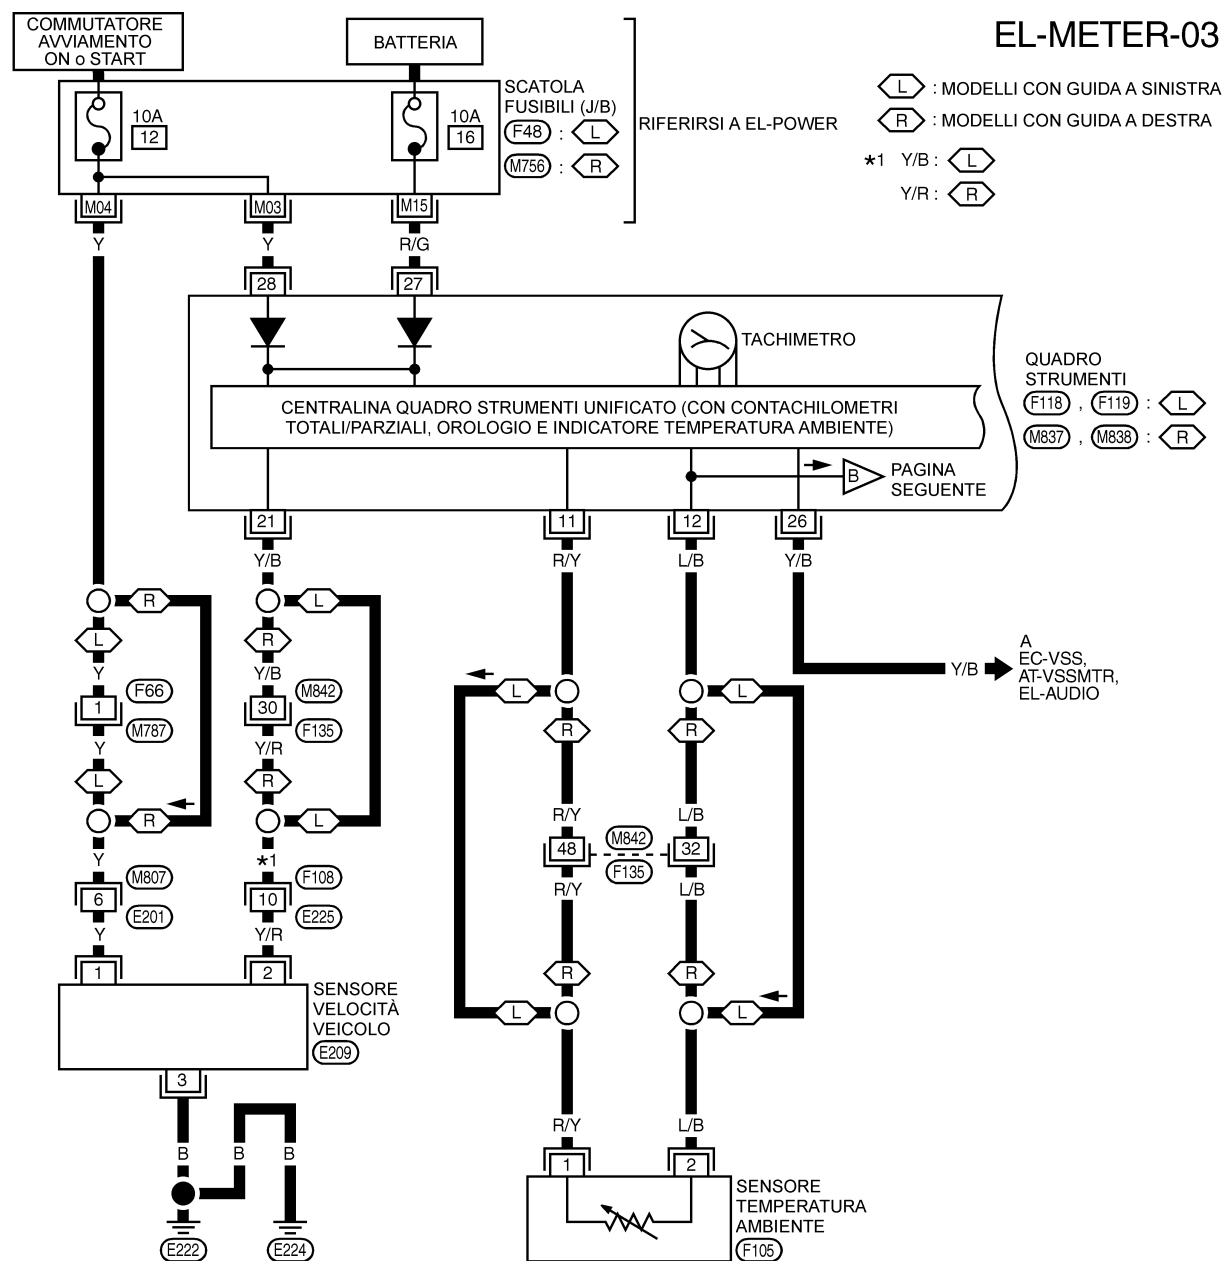 COMMUTATORE
AVVIAMENTO
ON o START
BATTERIA
EL-METER-03
10A
12
10A
16
SCATOLA
FUSIBILI (J/B)
F48 : L
M756 : R
RIFERIRSI A EL-POWER
L : MODELLI CON GUIDA A SINISTRA
R : MODELLI CON GUIDA A DESTRA
*1 Y/B : L
Y/R : R
M04
M03
M15
Y
Y
R/G
28
27
TACHIMETRO
QUADRO
STRUMENTI
F118 , F119 : L
M837 , M838 : R
CENTRALINA QUADRO STRUMENTI UNIFICATO (CON CONTACHILOMETRI
TOTALI/PARZIALI, OROLOGIO E INDICATORE TEMPERATURA AMBIENTE)
B
PAGINA
SEGUENTE
21
11
12
26
Y/B
R/Y
L/B
Y/B
R
L
L
R
Y
Y/B
F66
M842
1
30
M787
F135
Y
Y/R
L
R
R
L
Y/B
A
EC-VSS,
AT-VSSMTR,
EL-AUDIO
L
L
R
R
R/Y
L/B
48
M842
32
F135
R/Y
L/B
Y
*1
M807
F108
6
10
E201
E225
Y
Y/R
1
2
R
R
L
L
SENSORE
VELOCITÀ
VEICOLO
E209
3
B
B
B
E222
E224
R/Y
L/B
1
2
SENSORE
TEMPERATURA
AMBIENTE
F105